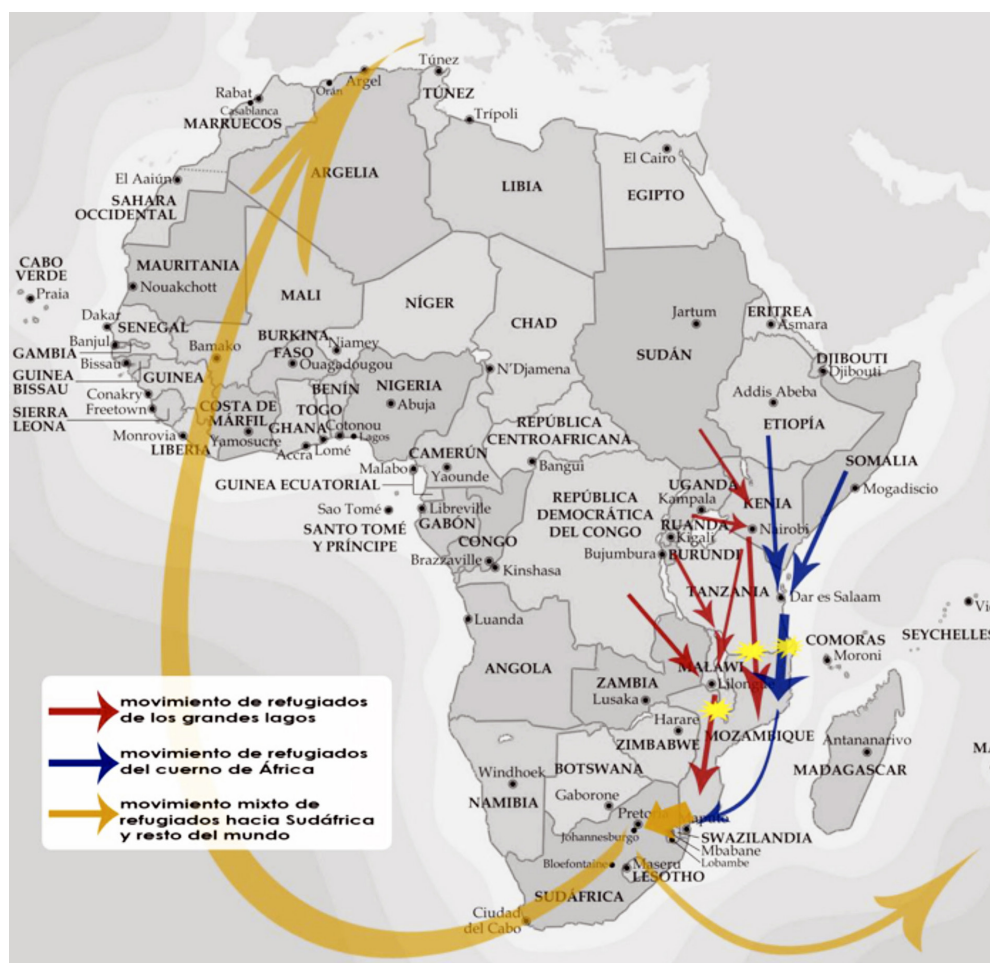 Túnez
Argel
Orán
Rabat
TÚNEZ
Casablanca
MARRUECOS
Trípoli
El Cairo
ARGELIA
El Aaiún
LIBIA
EGIPTO
SAHARA
OCCIDENTAL
CABO
VERDE
MAURITANIA
Praia
Nouakchott
MALI
NÍGER
CHAD
Jartum
ERITREA
Asmara
Dakar
SENEGAL
Banjul
GAMBIA
Bamako
BURKINA
FASO
Niamey
SUDÁN
DJIBOUTI
Djibouti
Bissau
Ouagadougou
N'Djamena
GUINEA
BISSAU
GUINEA
BENÍN
NIGERIA
Addis Abeba
Conakry
Freetown
COSTA DE
MÁRFIL
TOGO
Abuja
SIERRA
LEONA
GHANA
Cotonou
Lagos
REPÚBLICA
CENTROAFRICANA
ETIOPÍA
Monrovia
LIBERIA
Yamosucre
Accra
Lomé
CAMERÚN
Malabo
Yaounde
Bangui
SOMALIA
GUINEA ECUATORIAL
UGANDA
Kampala
KENIA
Mogadiscio
Sao Tomé
Libreville
GABÓN
REPÚBLICA
DEMOCRÁTICA
DEL CONGO
RUANDA
Kigali
Nairobi
SANTO TOMÉ
Y PRÍNCIPE
CONGO
Brazzaville
Kinshasa
Bujumbura
BURUNDI
TANZANIA
Dar es Salaam
Luanda
SEYCHELLES
COMORAS
Moroni
ANGOLA
MALAWI
Lilongue
ZAMBIA
Lusaka
movimiento de refugiados
de los grandes lagos
Harare
ZIMBABWE
MOZAMBIQUE
Antananarivo
MADAGASCAR
movimiento de refugiados
del cuerno de África
BOTSWANA
Windhoek
NAMIBIA
Gaborone
movimiento mixto de
refugiados hacia Sudáfrica
y resto del mundo
Pretoria
Maputo
Johannesburgo
SWAZILANDIA
Mbabane
Lobambe
Bloefontaine
Maseru
LESOTHO
SUDÁFRICA
Ciudad
del Cabo